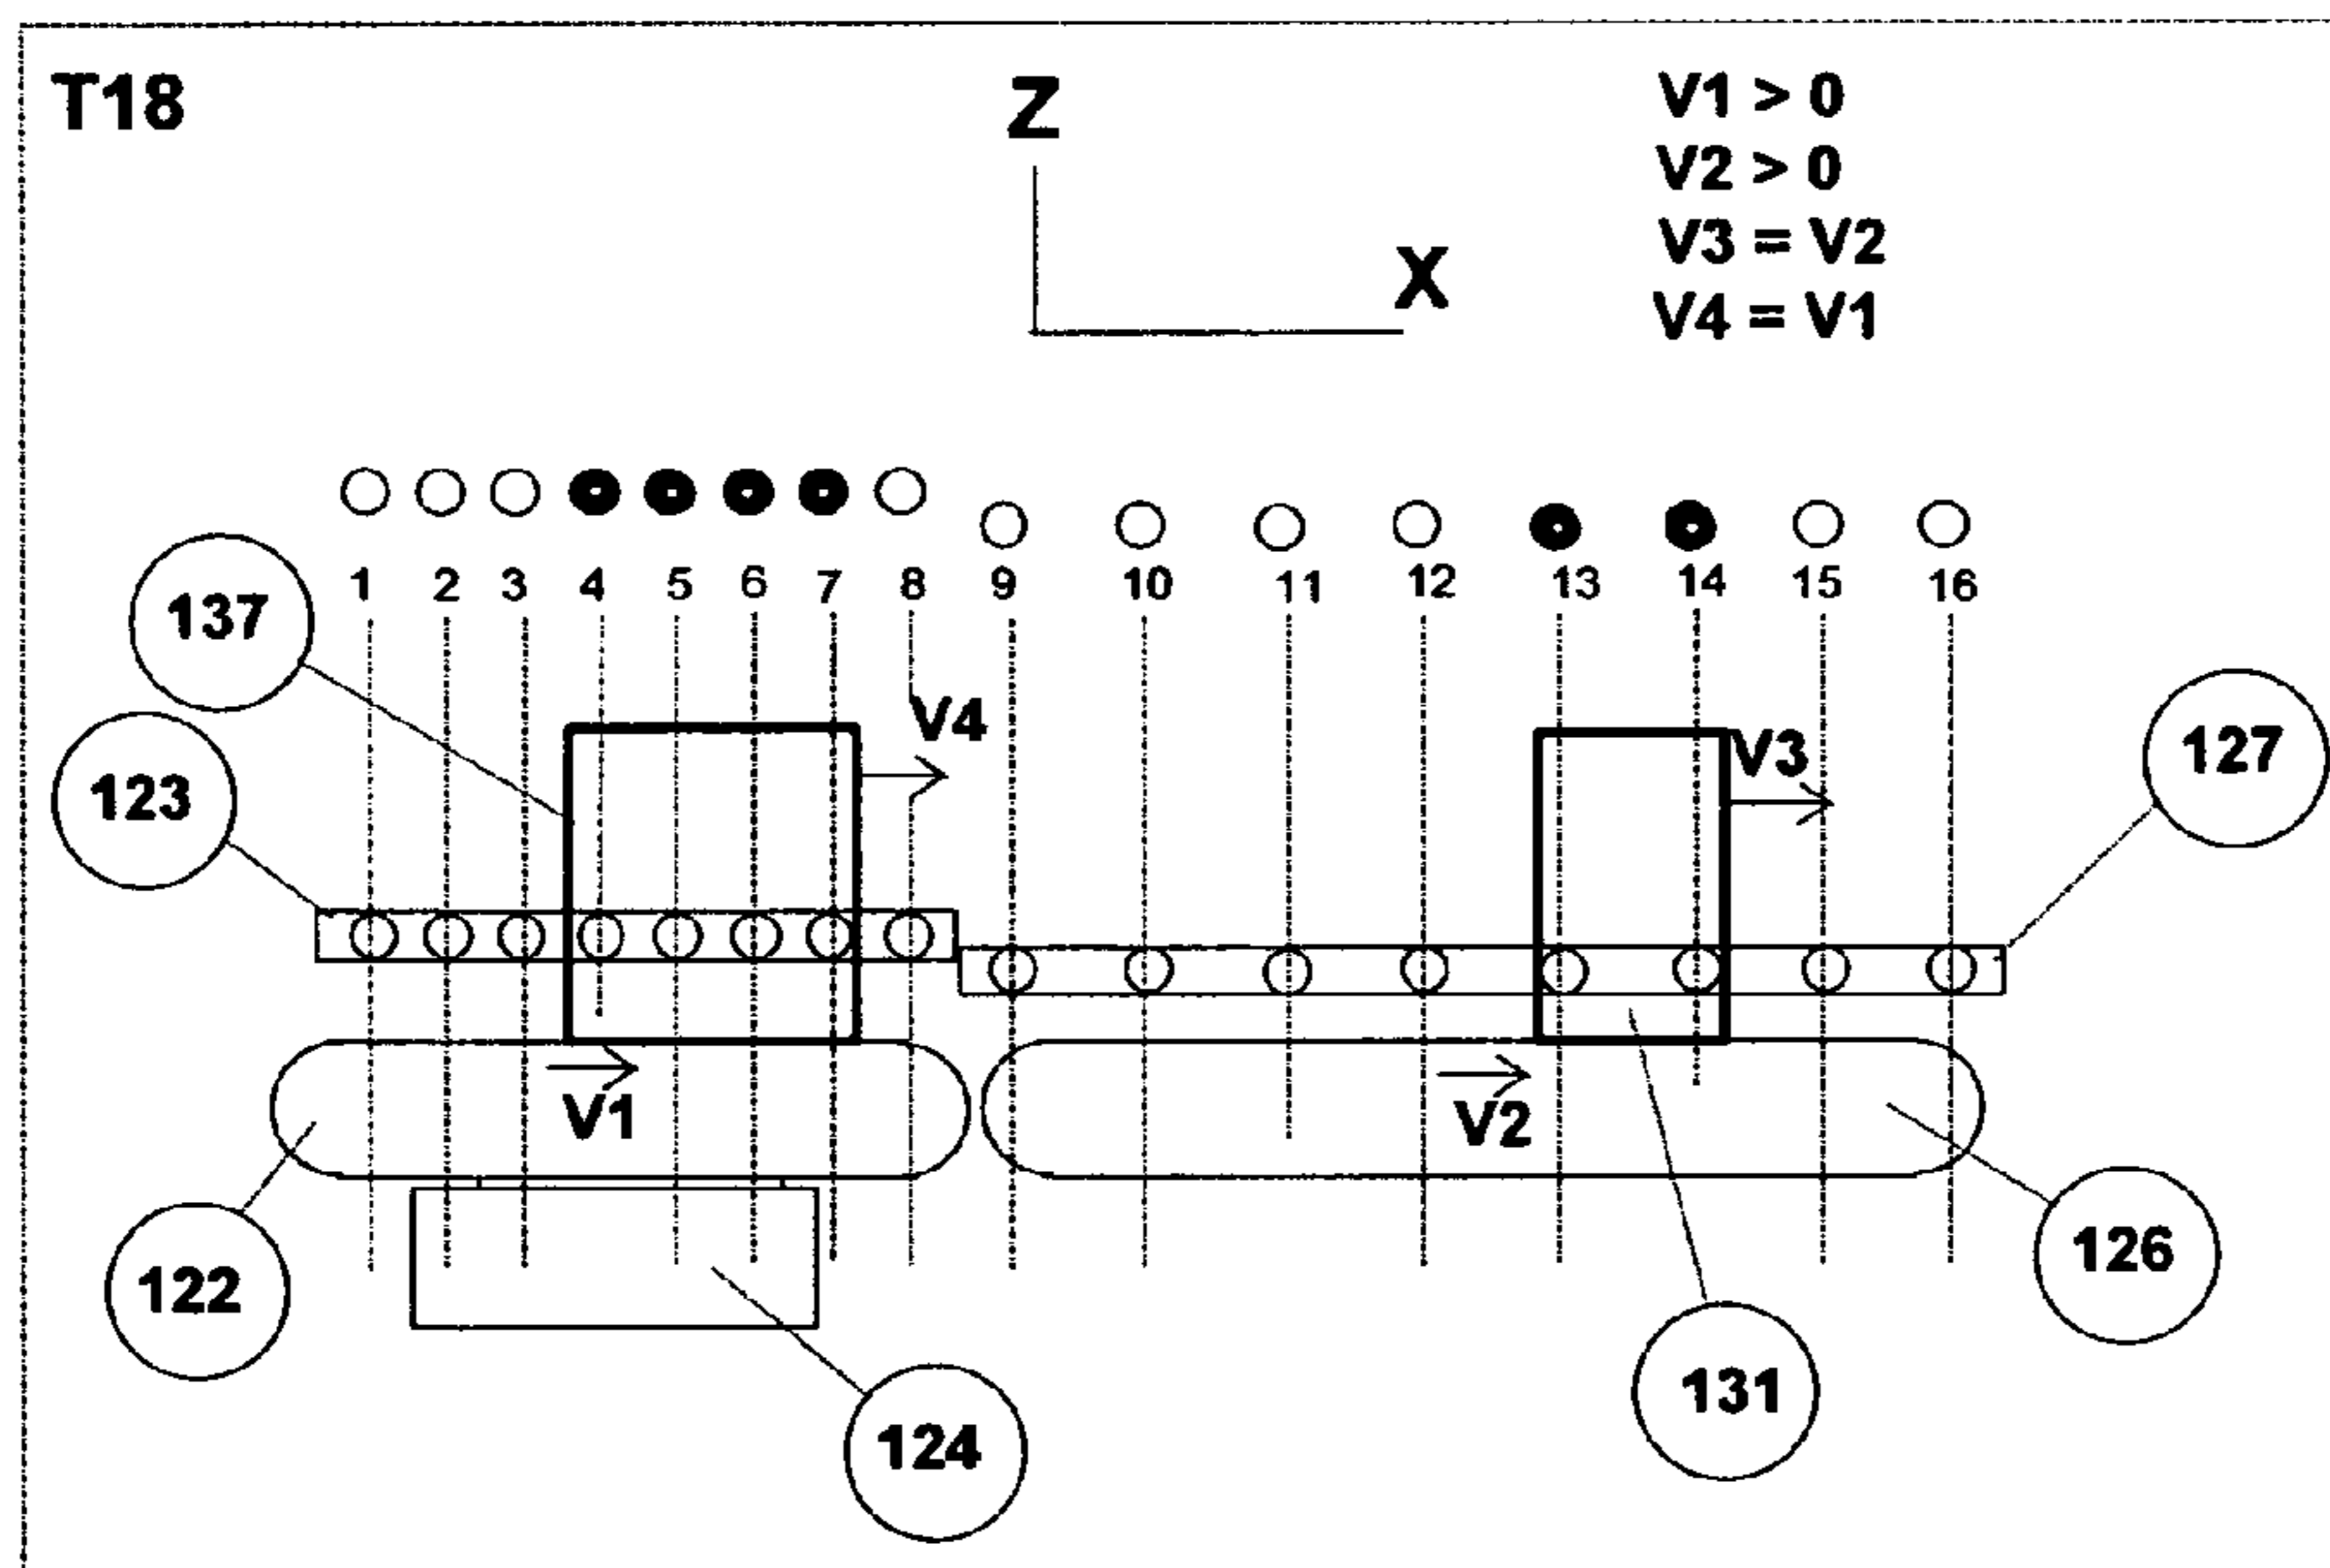 T18
Z
X
V1 > 0
V2 > 0
V3 = V2
V4 = V1
1 2 3 4 5 6 7 8 9 10 11 12 13 14 15 16
137
123
V4
V3
127
V1
V2
122
126
124
131